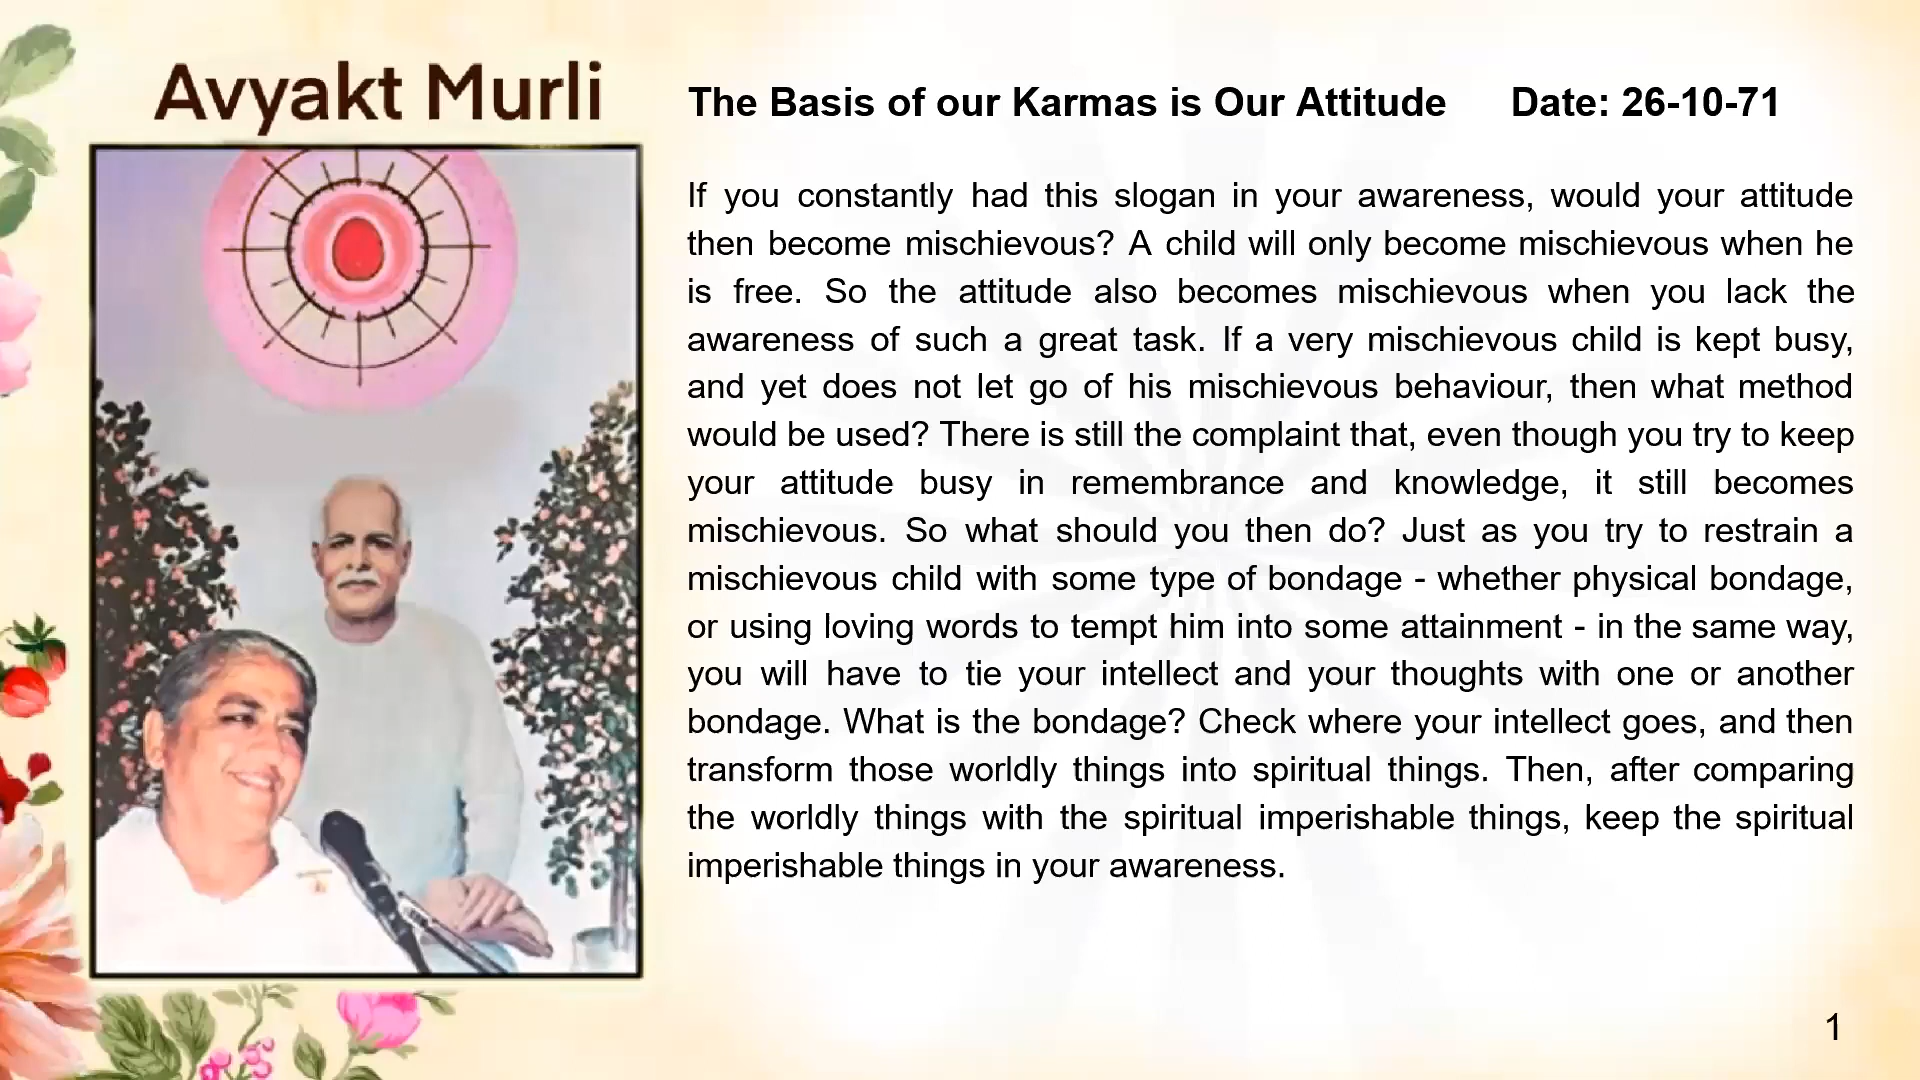 Avyakt Murli
The Basis of our Karmas is Our Attitude Date: 26-10-71
If you constantly had this slogan in your awareness, would your attitude
then become mischievous? A child will only become mischievous when he
is free. So the attitude also becomes mischievous when you lack the
awareness of such a great task. If a very mischievous child is kept busy,
and yet does not let go of his mischievous behaviour, then what method
would be used? There is still the complaint that, even though you try to keep
your attitude busy in remembrance and knowledge, it still becomes
mischievous. So what should you then do? Just as you try to restrain a
mischievous child with some type of bondage - whether physical bondage,
or using loving words to tempt him into some attainment - in the same way,
you will have to tie your intellect and your thoughts with one or another
bondage. What is the bondage? Check where your intellect goes, and then
transform those worldly things into spiritual things. Then, after comparing
the worldly things with the spiritual imperishable things, keep the spiritual
imperishable things in your awareness.
1